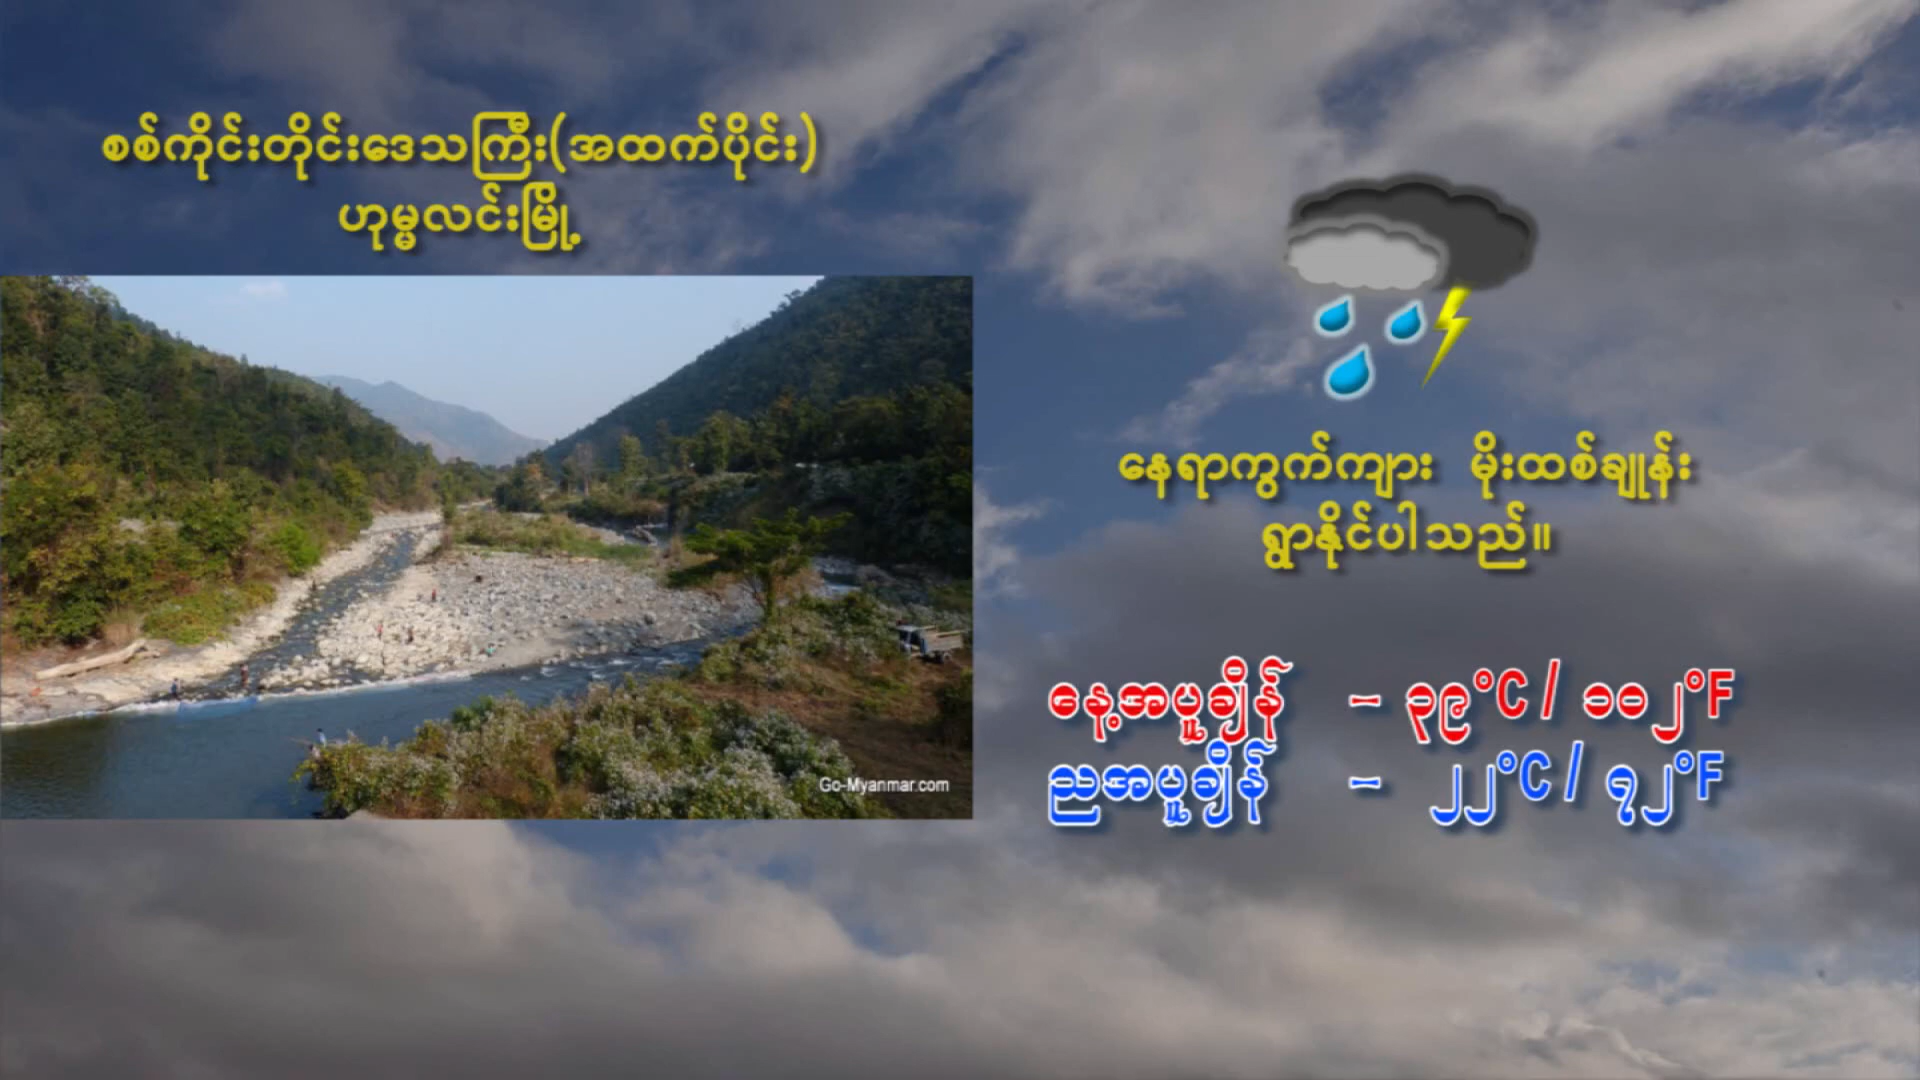 စစ်ကိုင်းတိုင်းဒေသကြီး(အထက်ပိုင်း)
ဟုမ္မလင်းမြို့
Go-Myanmar.com
နေရာကွက်ကျား မိုးထစ်ချုန်း
ရွာနိုင်ပါသည်။
နေ့အပူချိန် - ၃၉°C / ၁၀၂°F
ညအပူချိန် - ၂၂°C / ၇၂°F